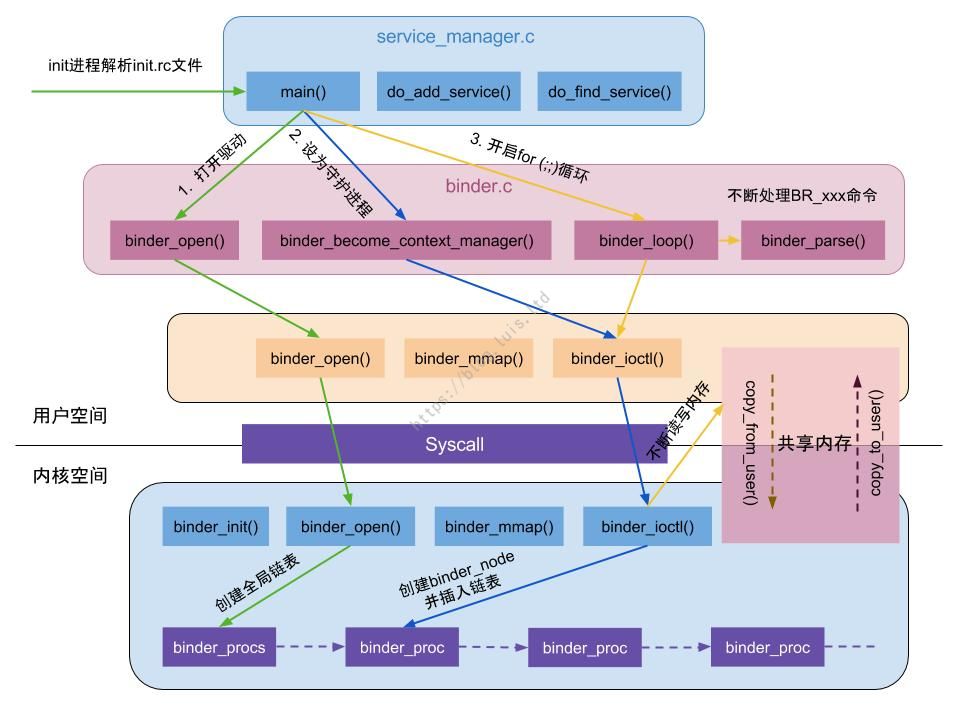 service_manager.c
init进程解析init.rc文件
main()
do_add_service()
do_find_service()
1. 打开驱动
2. 设为守护进程
3. 开启for (;;)循环
binder.c
不断处理BR_xxx命令
binder_open()
binder_become_context_manager()
binder_loop()
binder_parse()
binder_open()
binder_mmap()
binder_ioctl()
不断读写内存
copy_from_user()
共享内存
copy_to_user()
用户空间
Syscall
内核空间
binder_init()
binder_open()
binder_mmap()
binder_ioctl()
创建全局链表
创建binder_node
并插入链表
binder_procs
binder_proc
binder_proc
binder_proc